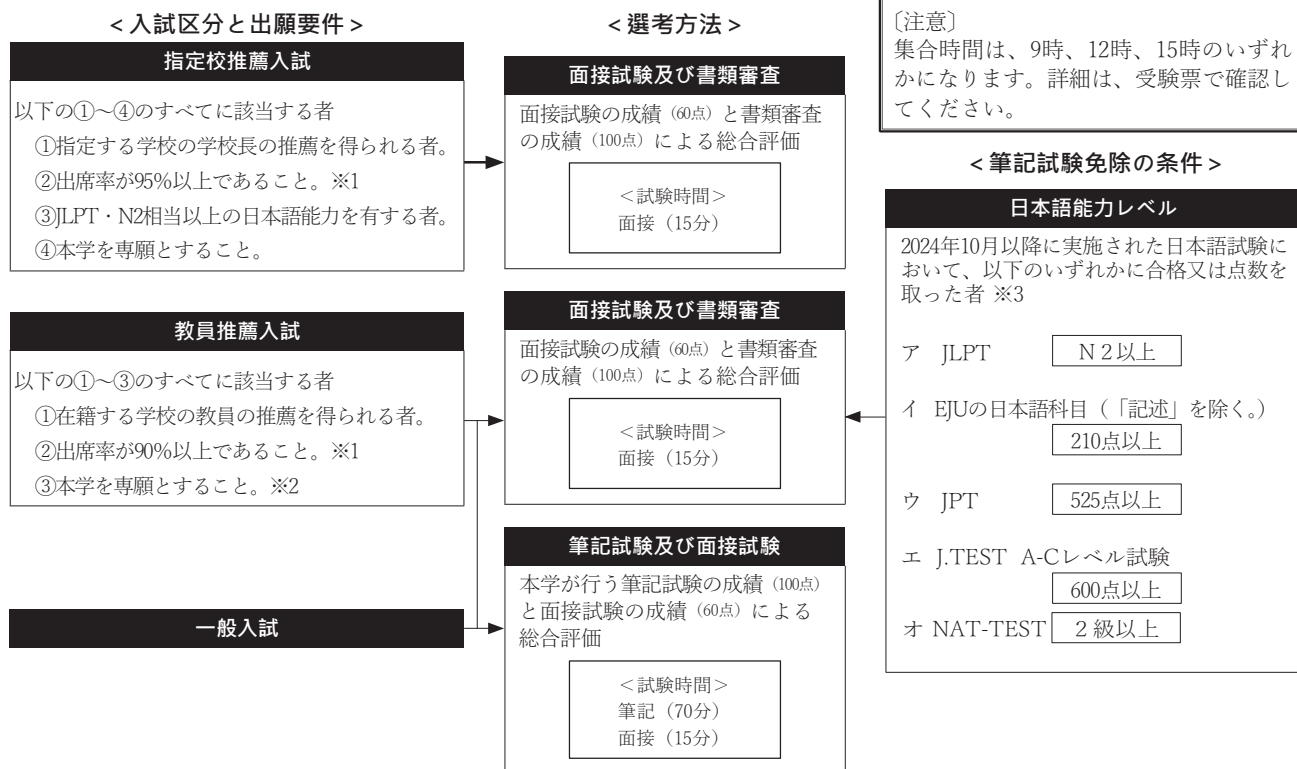 ＜入試区分と出願要件＞
指定校推薦入試
以下の①～④のすべてに該当する者
①指定する学校の学校長の推薦を得られる者。
②出席率が95%以上であること。※1
③JLPT・N2相当以上の日本語能力を有する者。
④本学を専願とすること。
教員推薦入試
以下の①～③のすべてに該当する者
①在籍する学校の教員の推薦を得られる者。
②出席率が90%以上であること。※1
③本学を専願とすること。※2
一般入試
＜選考方法＞
面接試験及び書類審査
面接試験の成績（60点）と書類審査
の成績（100点）による総合評価
＜試験時間＞
面接（15分）
面接試験及び書類審査
面接試験の成績（60点）と書類審査
の成績（100点）による総合評価
＜試験時間＞
面接（15分）
筆記試験及び面接試験
本学が行う筆記試験の成績（100点）
と面接試験の成績（60点）による
総合評価
＜試験時間＞
筆記（70分）
面接（15分）
〔注意〕
集合時間は、9時、12時、15時のいずれ
かになります。詳細は、受験票で確認し
てください。
＜筆記試験免除の条件＞
日本語能力レベル
2024年10月以降に実施された日本語試験に
おいて、以下のいずれかに合格又は点数を
取った者 ※3
ア JLPT N２以上
イ EJUの日本語科目（「記述」を除く。）
210点以上
ウ JPT 525点以上
エ J.TEST A-Cレベル試験
600点以上
オ NAT-TEST ２級以上